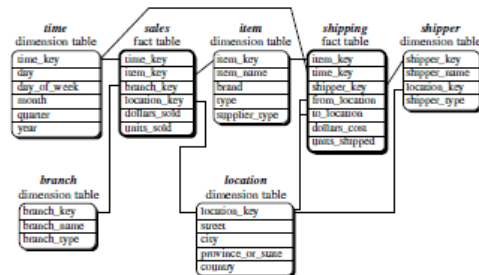 time
dimension table
time_key
day
day_of_week
month
quarter
year
sales
fact table
time_key
item_key
branch_key
location_key
dollars_sold
units_sold
item
dimension table
item_key
item_name
brand
type
supplier_type
shipping
fact table
item_key
time_key
shipper_key
from_location
to_location
dollars_cost
units_shipped
shipper
dimension table
shipper_key
shipper_name
location_key
shipper_type
branch
dimension table
branch_key
branch_name
branch_type
location
dimension table
location_key
street
city
province_or_state
country